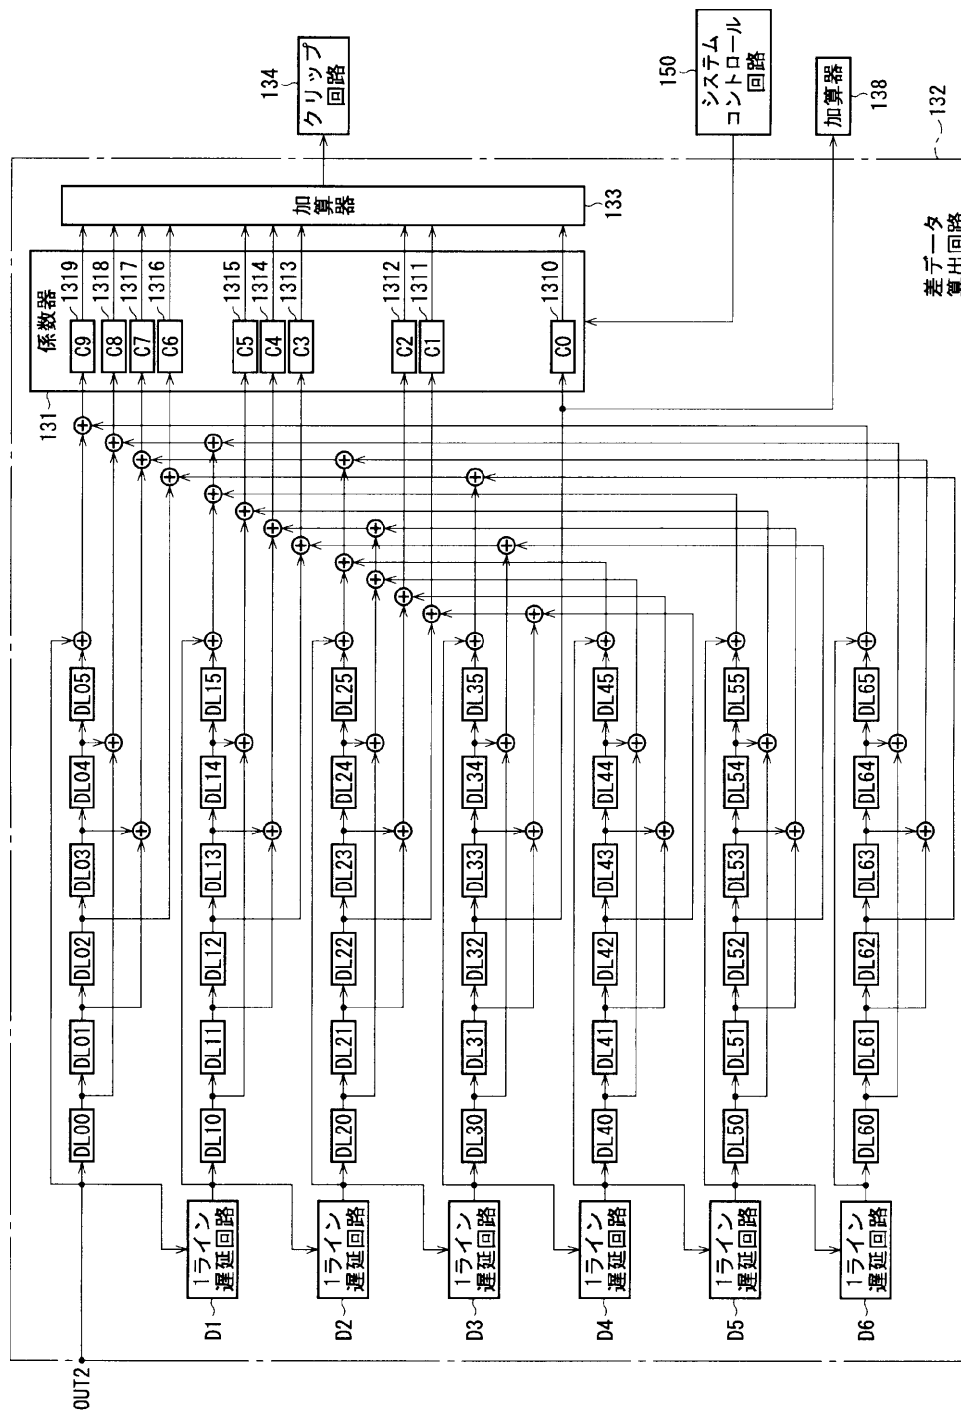 OUT2
DL00
DL01
DL02
DL03
DL04
DL05
D1
1ライン
遅延回路
DL10
DL11
DL12
DL13
DL14
DL15
D2
1ライン
遅延回路
DL20
DL21
DL22
DL23
DL24
DL25
D3
1ライン
遅延回路
DL30
DL31
DL32
DL33
DL34
DL35
D4
1ライン
遅延回路
DL40
DL41
DL42
DL43
DL44
DL45
D5
1ライン
遅延回路
DL50
DL51
DL52
DL53
DL54
DL55
D6
1ライン
遅延回路
DL60
DL61
DL62
DL63
DL64
DL65
131
係数器
C9
1319
C8
1318
C7
1317
C6
1316
C5
1315
C4
1314
C3
1313
C2
1312
C1
1311
C0
1310
加算器
133
134
クリップ
回路
150
システム
コントロール
回路
加算器
138
132
差データ
算出回路